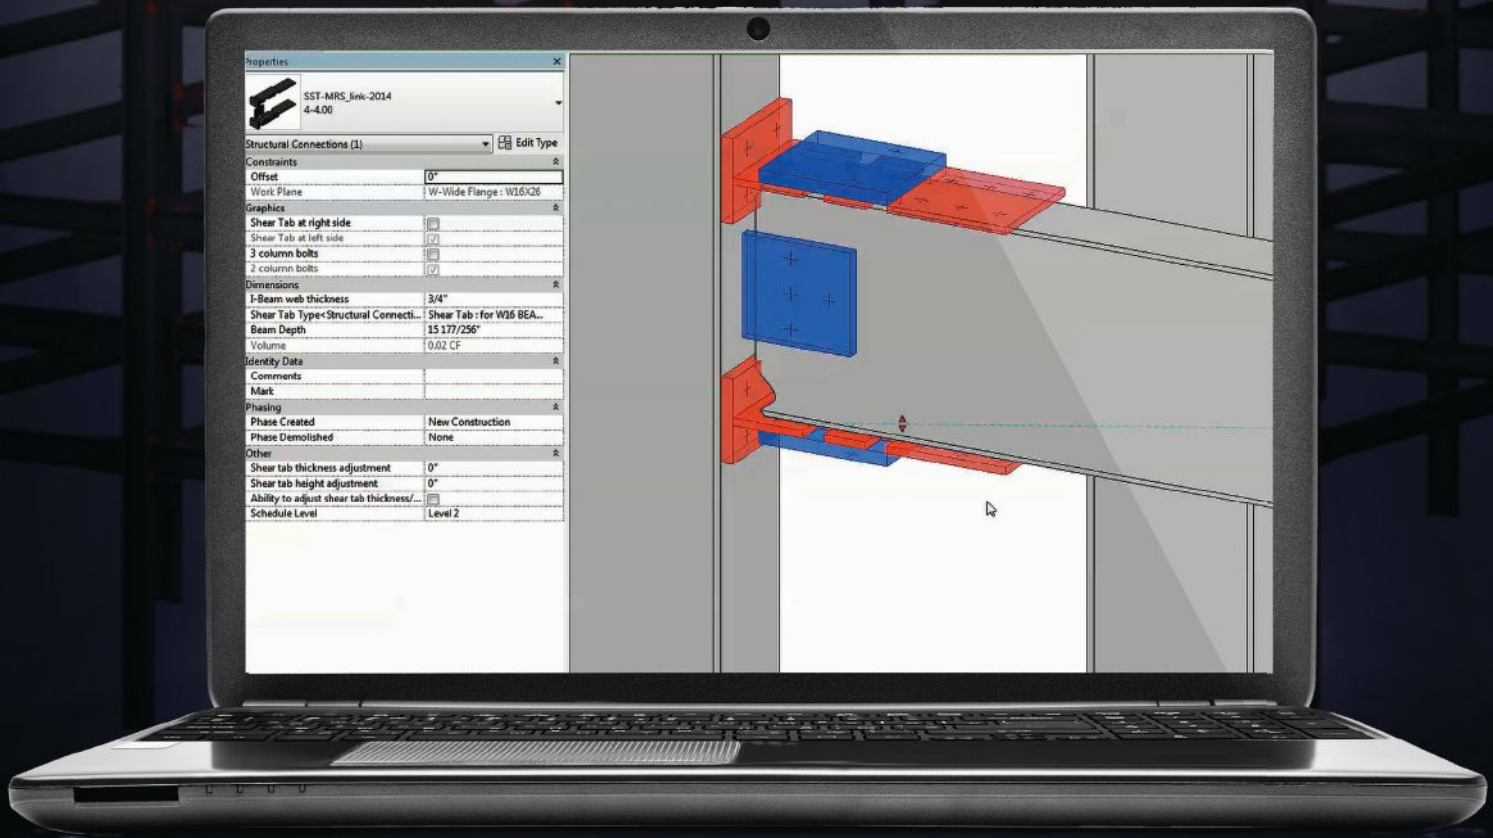 Properties
SST-MRS_link-2014
4-4.00
Structural Connections (1)
Edit Type
Constraints
Offset 0"
Work Plane W-Wide Flange : W16X26
Graphics
Shear Tab at right side
Shear Tab at left side
3 column bolts
2 column bolts
Dimensions
I-Beam web thickness 3/4"
Shear Tab Type<Structural Connecti... Shear Tab : for W16 BEA...
Beam Depth 15 177/256"
Volume 0.02 CF
Identity Data
Comments
Mark
Phasing
Phase Created New Construction
Phase Demolished None
Other
Shear tab thickness adjustment 0"
Shear tab height adjustment 0"
Ability to adjust shear tab thickness/...
Schedule Level Level 2